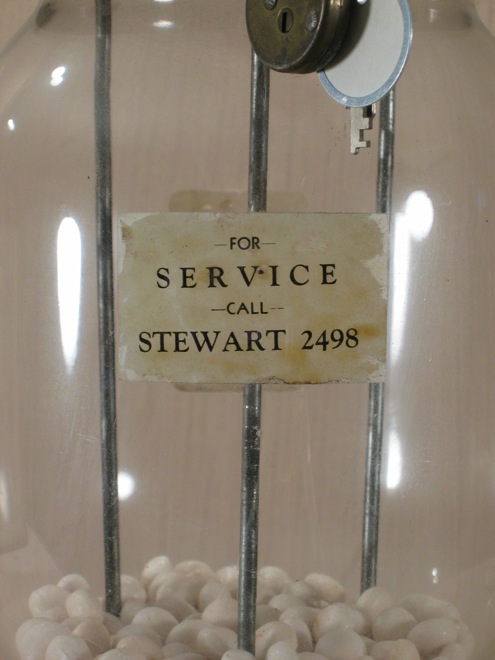 —FOR—
SERVICE
—CALL—
STEWART 2498